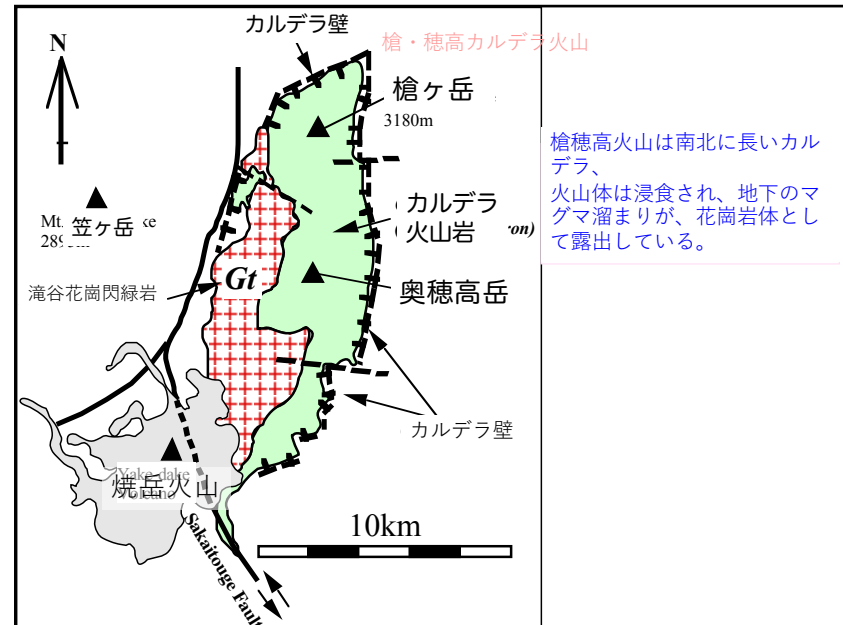 カルデラ壁
槍・穂高カルデラ火山
N
槍ヶ岳
3180m
槍穂高火山は南北に長いカル
デラ、
火山体は浸食され、地下のマ
グマ溜まりが、花崗岩体とし
て露出している。
カルデラ
火山岩
笠ヶ岳
Gt
滝谷花崗閃緑岩
奥穂高岳
カルデラ壁
Yake-dake
Volcano
焼岳火山
10km
Sakaitouge Fault